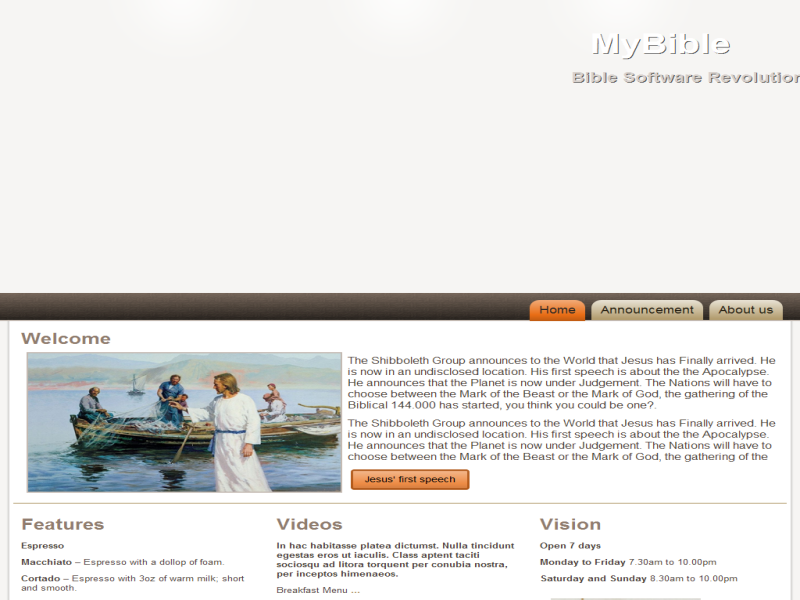 MyBible
Bible Software Revolution
Home
Announcement
About us
Welcome
The Shibboleth Group announces to the World that Jesus has Finally arrived. He
is now in an undisclosed location. His first speech is about the the Apocalypse.
He announces that the Planet is now under Judgement. The Nations will have to
choose between the Mark of the Beast or the Mark of God, the gathering of the
Biblical 144.000 has started, you think you could be one?.
The Shibboleth Group announces to the World that Jesus has Finally arrived. He
is now in an undisclosed location. His first speech is about the the Apocalypse.
He announces that the Planet is now under Judgement. The Nations will have to
choose between the Mark of the Beast or the Mark of God, the gathering of the
Jesus' first speech
Features
Espresso
Macchiato – Espresso with a dollop of foam.
Cortado – Espresso with 3oz of warm milk; short
and smooth.
Videos
In hac habitasse platea dictumst. Nulla tincidunt
egestas eros ut iaculis. Class aptent taciti
sociosqu ad litora torquent per conubia nostra,
per inceptos himenaeos.
Breakfast Menu ...
Vision
Open 7 days
Monday to Friday 7.30am to 10.00pm
Saturday and Sunday 8.30am to 10.00pm